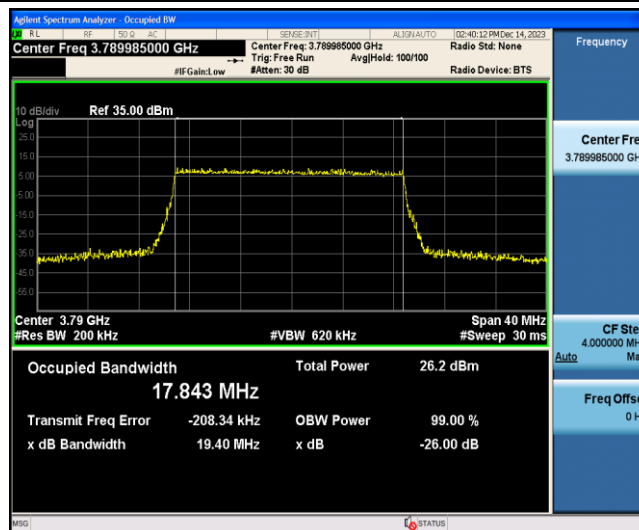 Agilent Spectrum Analyzer - Occupied BW
RL RF 50 Ω AC SENSE:INT ALIGNAUTO 02:40:12 PM Dec 14, 2023
Center Freq 3.789985000 GHz Center Freq: 3.789985000 GHz Radio Std: None
Trig: Free Run Avg|Hold: 100/100
#IFGain:Low #Atten: 30 dB Radio Device: BTS
10 dB/div Ref 35.00 dBm
Log
25.0
15.0
5.00
-5.00
-15.0
-25.0
-35.0
-45.0
-55.0
Center 3.79 GHz Span 40 MHz
#Res BW 200 kHz #VBW 620 kHz #Sweep 30 ms
Occupied Bandwidth Total Power 26.2 dBm
17.843 MHz
Transmit Freq Error -208.34 kHz OBW Power 99.00 %
x dB Bandwidth 19.40 MHz x dB -26.00 dB
MSG STATUS
Frequency
Center Fre
3.789985000 GH
CF Ste
4.000000 MH
Auto Ma
Freq Offse
0 H